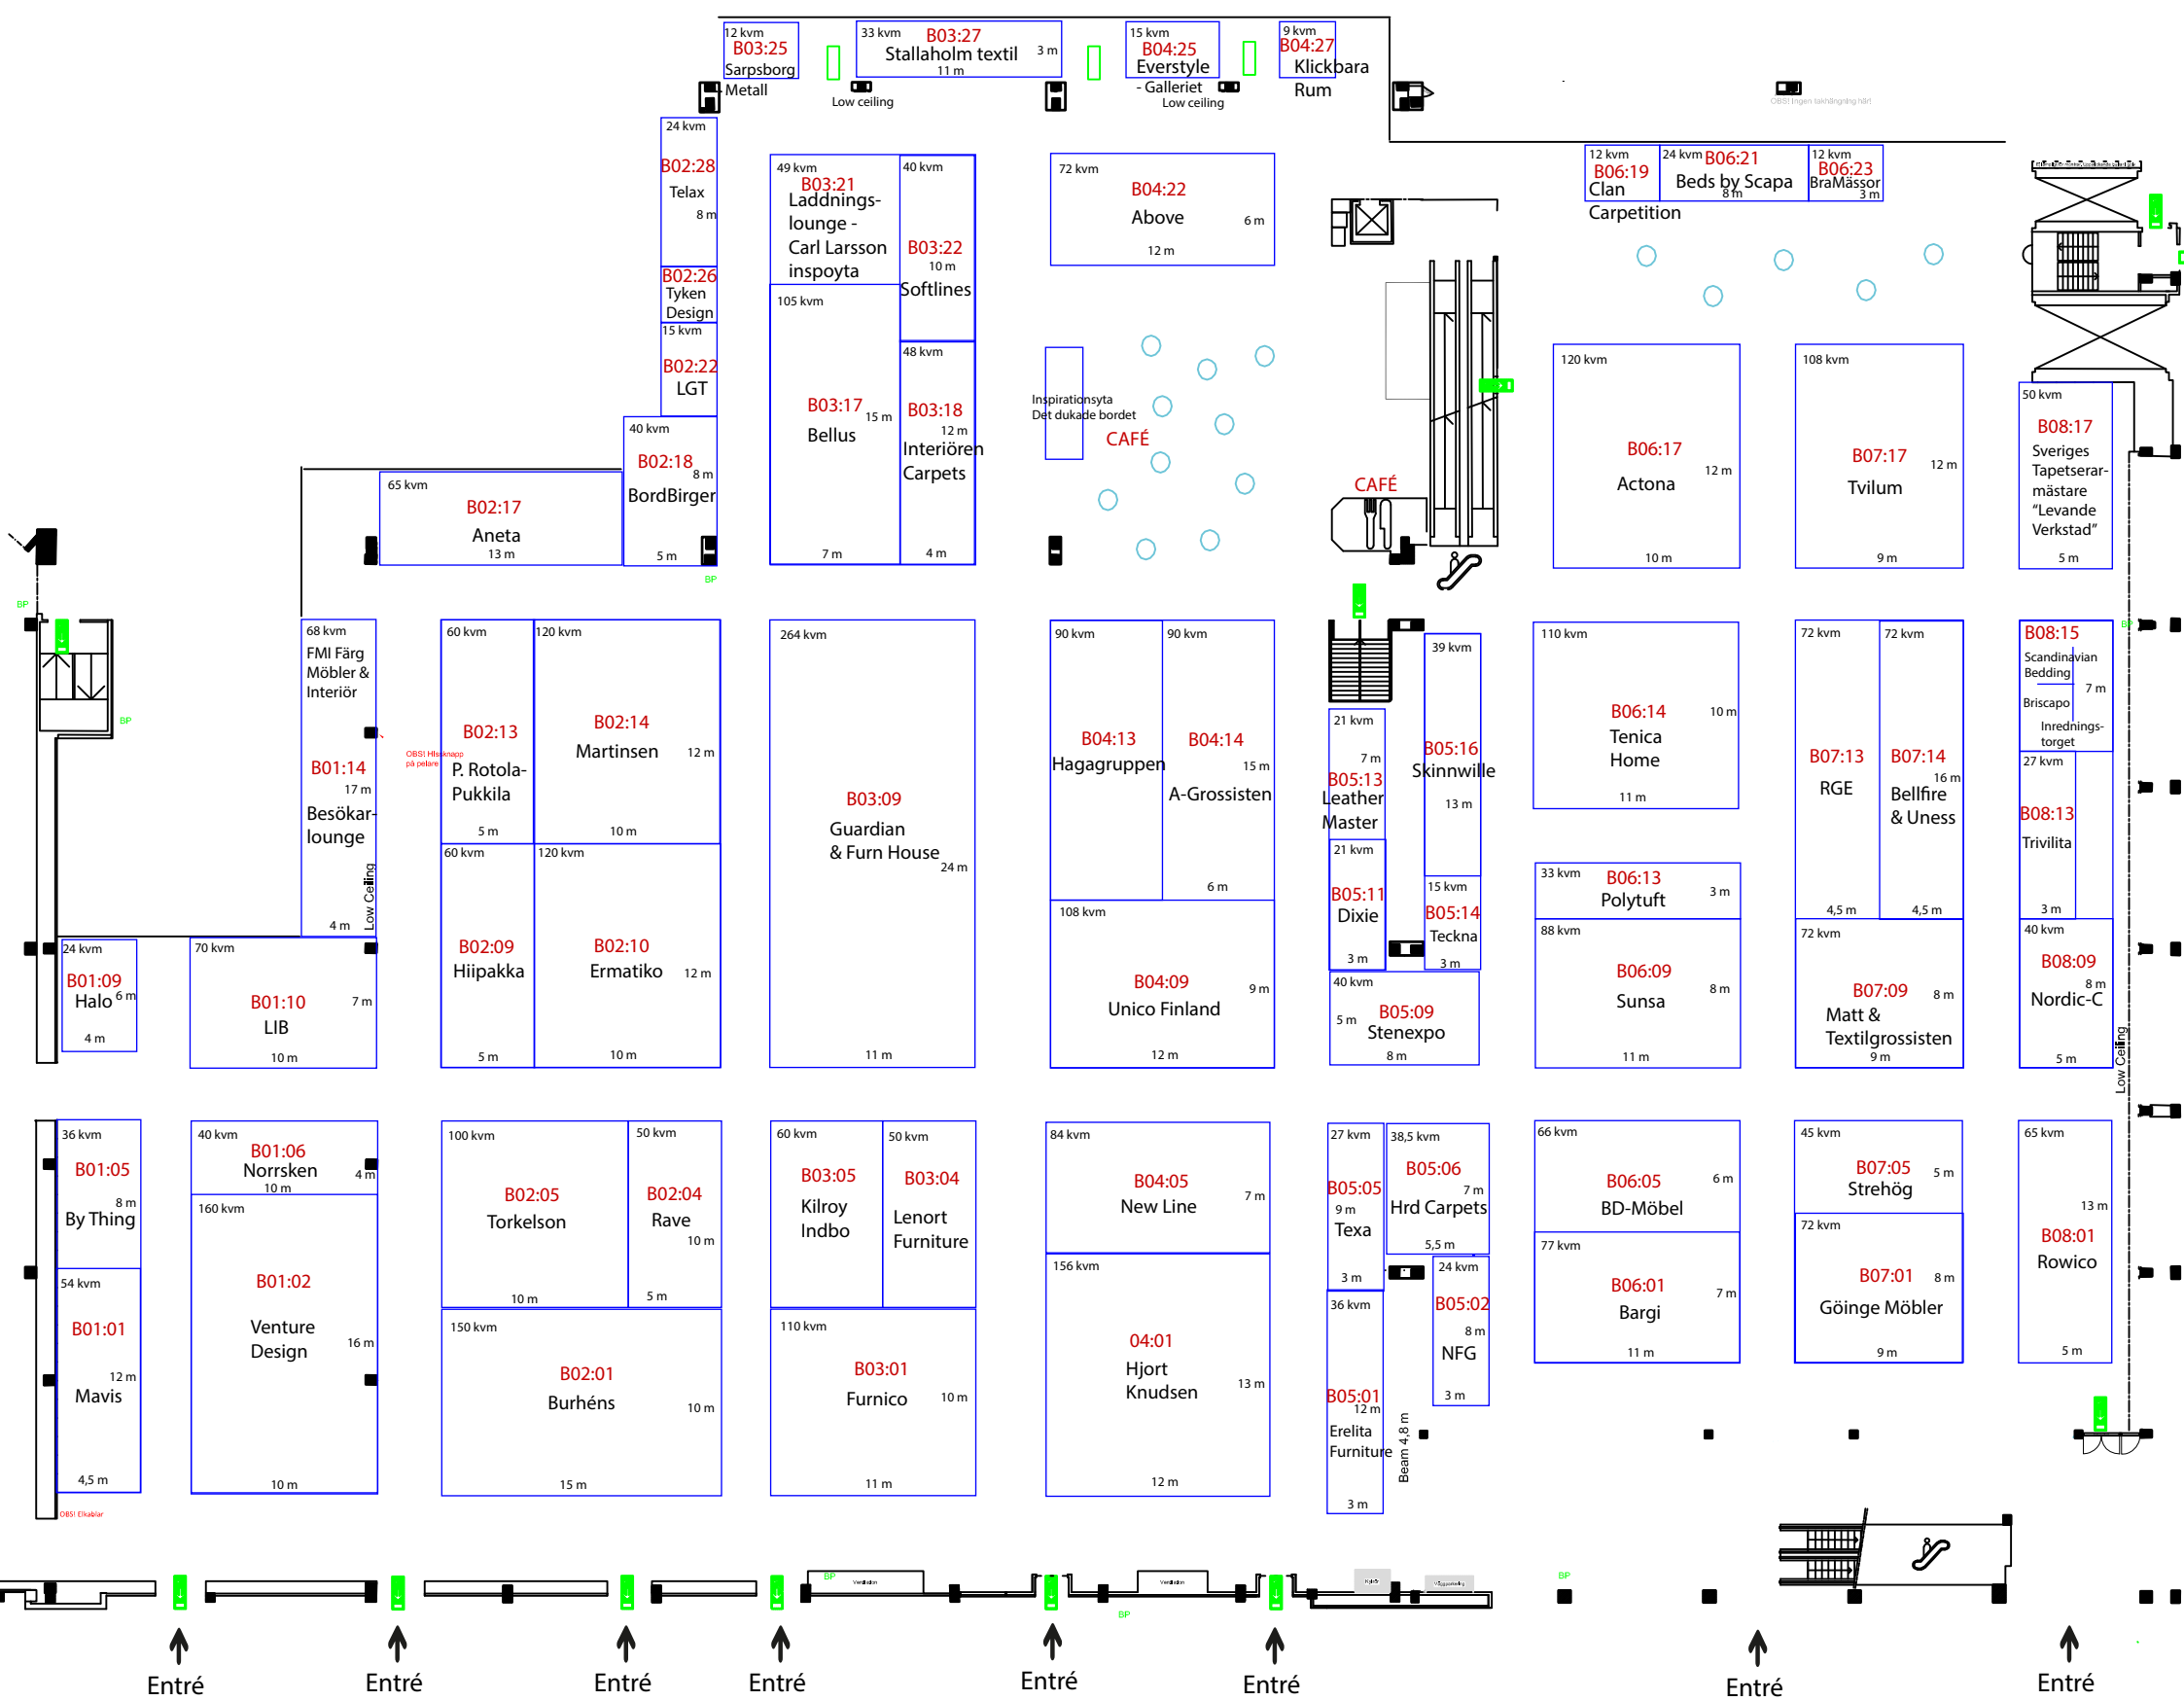 12 kvm
B03:25
Sarpsborg
- Metall
33 kvm
B03:27
Stallaholm textil
3 m
11 m
Low ceiling
15 kvm
B04:25
Everstyle
- Galleriet
Low ceiling
9 kvm
B04:27
Klickbara
Rum
OBS! Ingen takhängning här!
24 kvm
B02:28
Telax
8 m
B02:26
Tyken
Design
15 kvm
B02:22
LGT
40 kvm
B02:18
8 m
BordBirger
5 m
BP
65 kvm
B02:17
Aneta
13 m
49 kvm
B03:21
Laddnings-
lounge -
Carl Larsson
inspoyta
40 kvm
B03:22
10 m
Softlines
105 kvm
B03:17
15 m
Bellus
7 m
48 kvm
B03:18
12 m
Interiören
Carpets
4 m
72 kvm
B04:22
Above
6 m
12 m
Inspirationsyta
Det dukade bordet
CAFÉ
CAFÉ
12 kvm
B06:19
Clan
Carpetition
24 kvm
B06:21
Beds by Scapa
8 m
12 kvm
B06:23
BraMässor
3 m
120 kvm
B06:17
12 m
Actona
10 m
108 kvm
B07:17
12 m
Tvilum
9 m
50 kvm
B08:17
Sveriges
Tapetserar-
mästare
“Levande
Verkstad”
5 m
BP
BP
68 kvm
FMI Färg
Möbler &
Interiör
B01:14
17 m
Besökar-
lounge
4 m
Low Ceiling
OBS! Hissknapp
på pelare
60 kvm
B02:13
P. Rotola-
Pukkila
5 m
120 kvm
B02:14
Martinsen
12 m
10 m
60 kvm
B02:09
Hiipakka
5 m
120 kvm
B02:10
Ermatiko
12 m
10 m
264 kvm
B03:09
Guardian
& Furn House
24 m
11 m
90 kvm
B04:13
Hagagruppen
90 kvm
B04:14
15 m
A-Grossisten
6 m
108 kvm
B04:09
9 m
Unico Finland
12 m
21 kvm
7 m
B05:13
Leather
Master
21 kvm
B05:11
Dixie
3 m
39 kvm
B05:16
Skinnwille
13 m
15 kvm
B05:14
Teckna
3 m
40 kvm
5 m
B05:09
Stenexpo
8 m
110 kvm
B06:14
10 m
Tenica
Home
11 m
33 kvm
B06:13
3 m
Polytuft
88 kvm
B06:09
8 m
Sunsa
11 m
72 kvm
B07:13
RGE
4,5 m
72 kvm
B07:14
16 m
Bellfire
& Uness
4,5 m
72 kvm
B07:09
8 m
Matt &
Textilgrossisten
9 m
BP
B08:15
Scandinavian
Bedding
7 m
Briscapo
Inrednings-
torget
27 kvm
B08:13
Trivilita
3 m
40 kvm
B08:09
8 m
Nordic-C
5 m
Low Ceiling
24 kvm
B01:09
Halo
6 m
4 m
70 kvm
B01:10
7 m
LIB
10 m
36 kvm
B01:05
8 m
By Thing
54 kvm
B01:01
12 m
Mavis
4,5 m
OBS! Elkablar
40 kvm
B01:06
Norrsken
4 m
10 m
160 kvm
B01:02
Venture
Design
16 m
10 m
100 kvm
B02:05
Torkelson
10 m
50 kvm
B02:04
Rave
10 m
5 m
150 kvm
B02:01
Burhéns
10 m
15 m
60 kvm
B03:05
Kilroy
Indbo
50 kvm
B03:04
Lenort
Furniture
110 kvm
B03:01
Furnico
10 m
11 m
84 kvm
B04:05
New Line
7 m
156 kvm
04:01
Hjort
Knudsen
13 m
12 m
27 kvm
B05:05
9 m
Texa
3 m
38,5 kvm
B05:06
7 m
Hrd Carpets
5,5 m
36 kvm
B05:01
12 m
Erelita
Furniture
3 m
Beam 4,8 m
24 kvm
B05:02
8 m
NFG
3 m
66 kvm
B06:05
6 m
BD-Möbel
77 kvm
B06:01
7 m
Bargi
11 m
45 kvm
B07:05
5 m
Strehög
72 kvm
B07:01
8 m
Göinge Möbler
9 m
65 kvm
13 m
B08:01
Rowico
5 m
BP
Ventilation
Ventilation
BP
BP
Entré
Entré
Entré
Entré
Entré
Entré
Entré
Entré